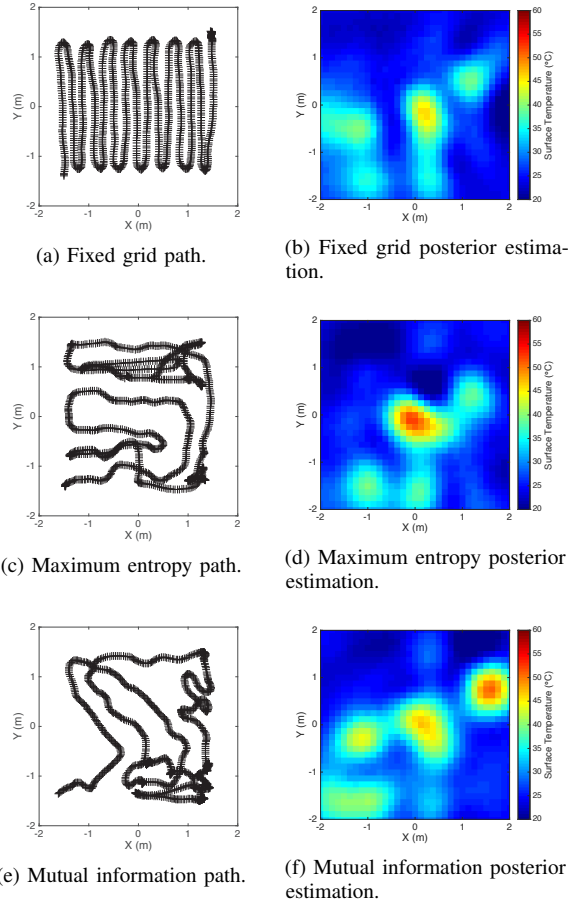 2
1
0
-1
-2
Y (m)
-2 -1 0 1 2
X (m)
(a) Fixed grid path.
2
1
0
-1
-2
Y (m)
-2 -1 0 1 2
X (m)
60
55
50
45
40
35
30
25
20
Surface Temperature (°C)
(b) Fixed grid posterior estima-
tion.
2
1
0
-1
-2
Y (m)
-2 -1 0 1 2
X (m)
(c) Maximum entropy path.
2
1
0
-1
-2
Y (m)
-2 -1 0 1 2
X (m)
60
55
50
45
40
35
30
25
20
Surface Temperature (°C)
(d) Maximum entropy posterior
estimation.
2
1
0
-1
-2
Y (m)
-2 -1 0 1 2
X (m)
(e) Mutual information path.
2
1
0
-1
-2
Y (m)
-2 -1 0 1 2
X (m)
60
55
50
45
40
35
30
25
20
Surface Temperature (°C)
(f) Mutual information posterior
estimation.